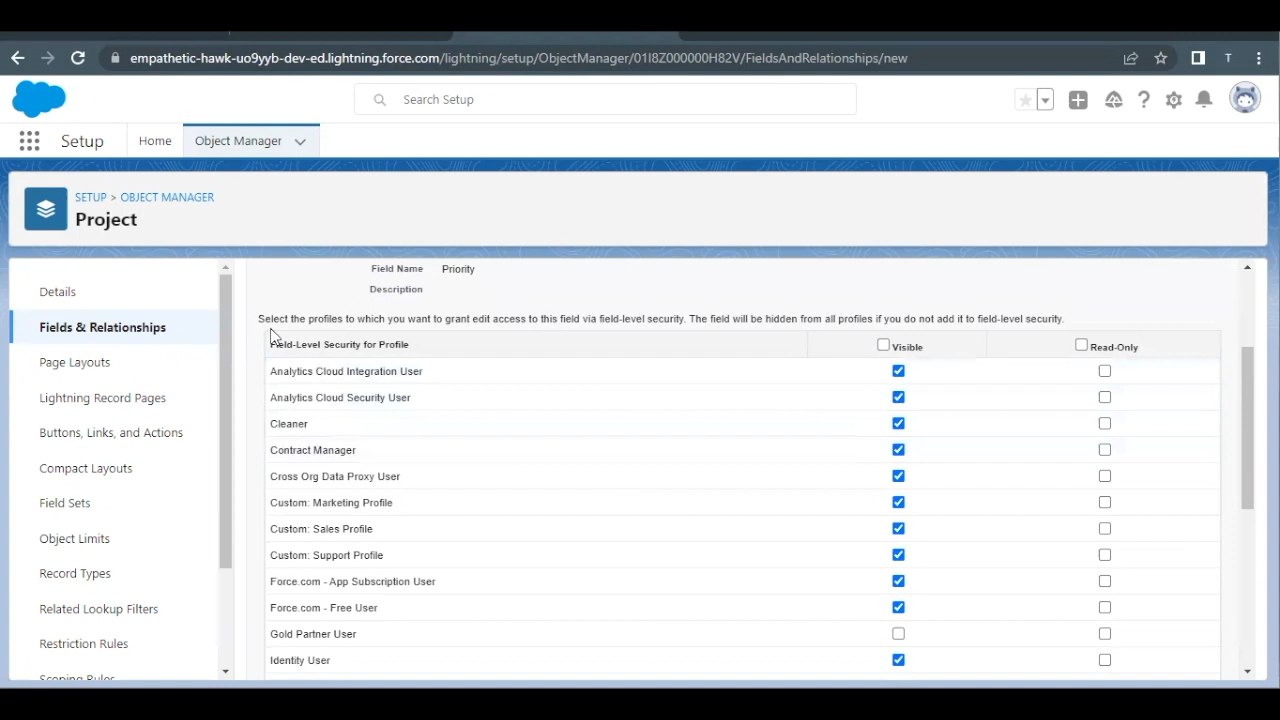 empathetic-hawk-uo9yyb-dev-ed.lightning.force.com/lightning/setup/ObjectManager/01I8Z000000H82V/FieldsAndRelationships/new
T
Search Setup
Setup
Home
Object Manager
SETUP > OBJECT MANAGER
Project
Details
Fields & Relationships
Page Layouts
Lightning Record Pages
Buttons, Links, and Actions
Compact Layouts
Field Sets
Object Limits
Record Types
Related Lookup Filters
Restriction Rules
Scoping Rules
Field Name Priority
Description
Select the profiles to which you want to grant edit access to this field via field-level security. The field will be hidden from all profiles if you do not add it to field-level security.
Field-Level Security for Profile Visible Read-Only
Analytics Cloud Integration User
Analytics Cloud Security User
Cleaner
Contract Manager
Cross Org Data Proxy User
Custom: Marketing Profile
Custom: Sales Profile
Custom: Support Profile
Force.com - App Subscription User
Force.com - Free User
Gold Partner User
Identity User